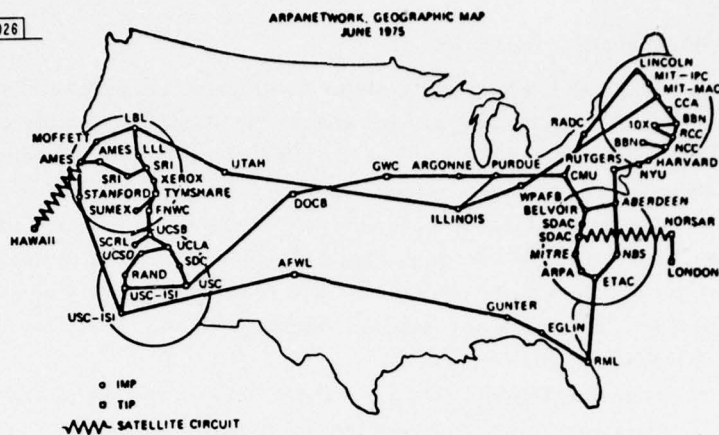 026
ARPANETWORK, GEOGRAPHIC MAP
JUNE 1975
LINCOLN
MIT-IPC
MIT-MAC
CCA
RADC
LBL
BBN
10X
RCC
MOFFETT
AMES
LLL
BBN
NCC
AMES
SRI
UTAH
GWC
ARGONNE
PURDUE
RUTGERS
HARVARD
SRI
XEROX
CMU
NYU
STANFORD
TYMSHARE
DOCB
WPAFB
SUMEX
FNWC
ILLINOIS
BELVOIR
ABERDEEN
HAWAII
UCSB
SDAC
NORSAR
SCRL
UCLA
SDAC
UCSD
SDC
MITRE
NBS
RAND
AFWL
ARPA
LONDON
USC-ISI
USC
ETAC
USC-ISI
GUNTER
EGLIN
RML
IMP
TIP
SATELLITE CIRCUIT